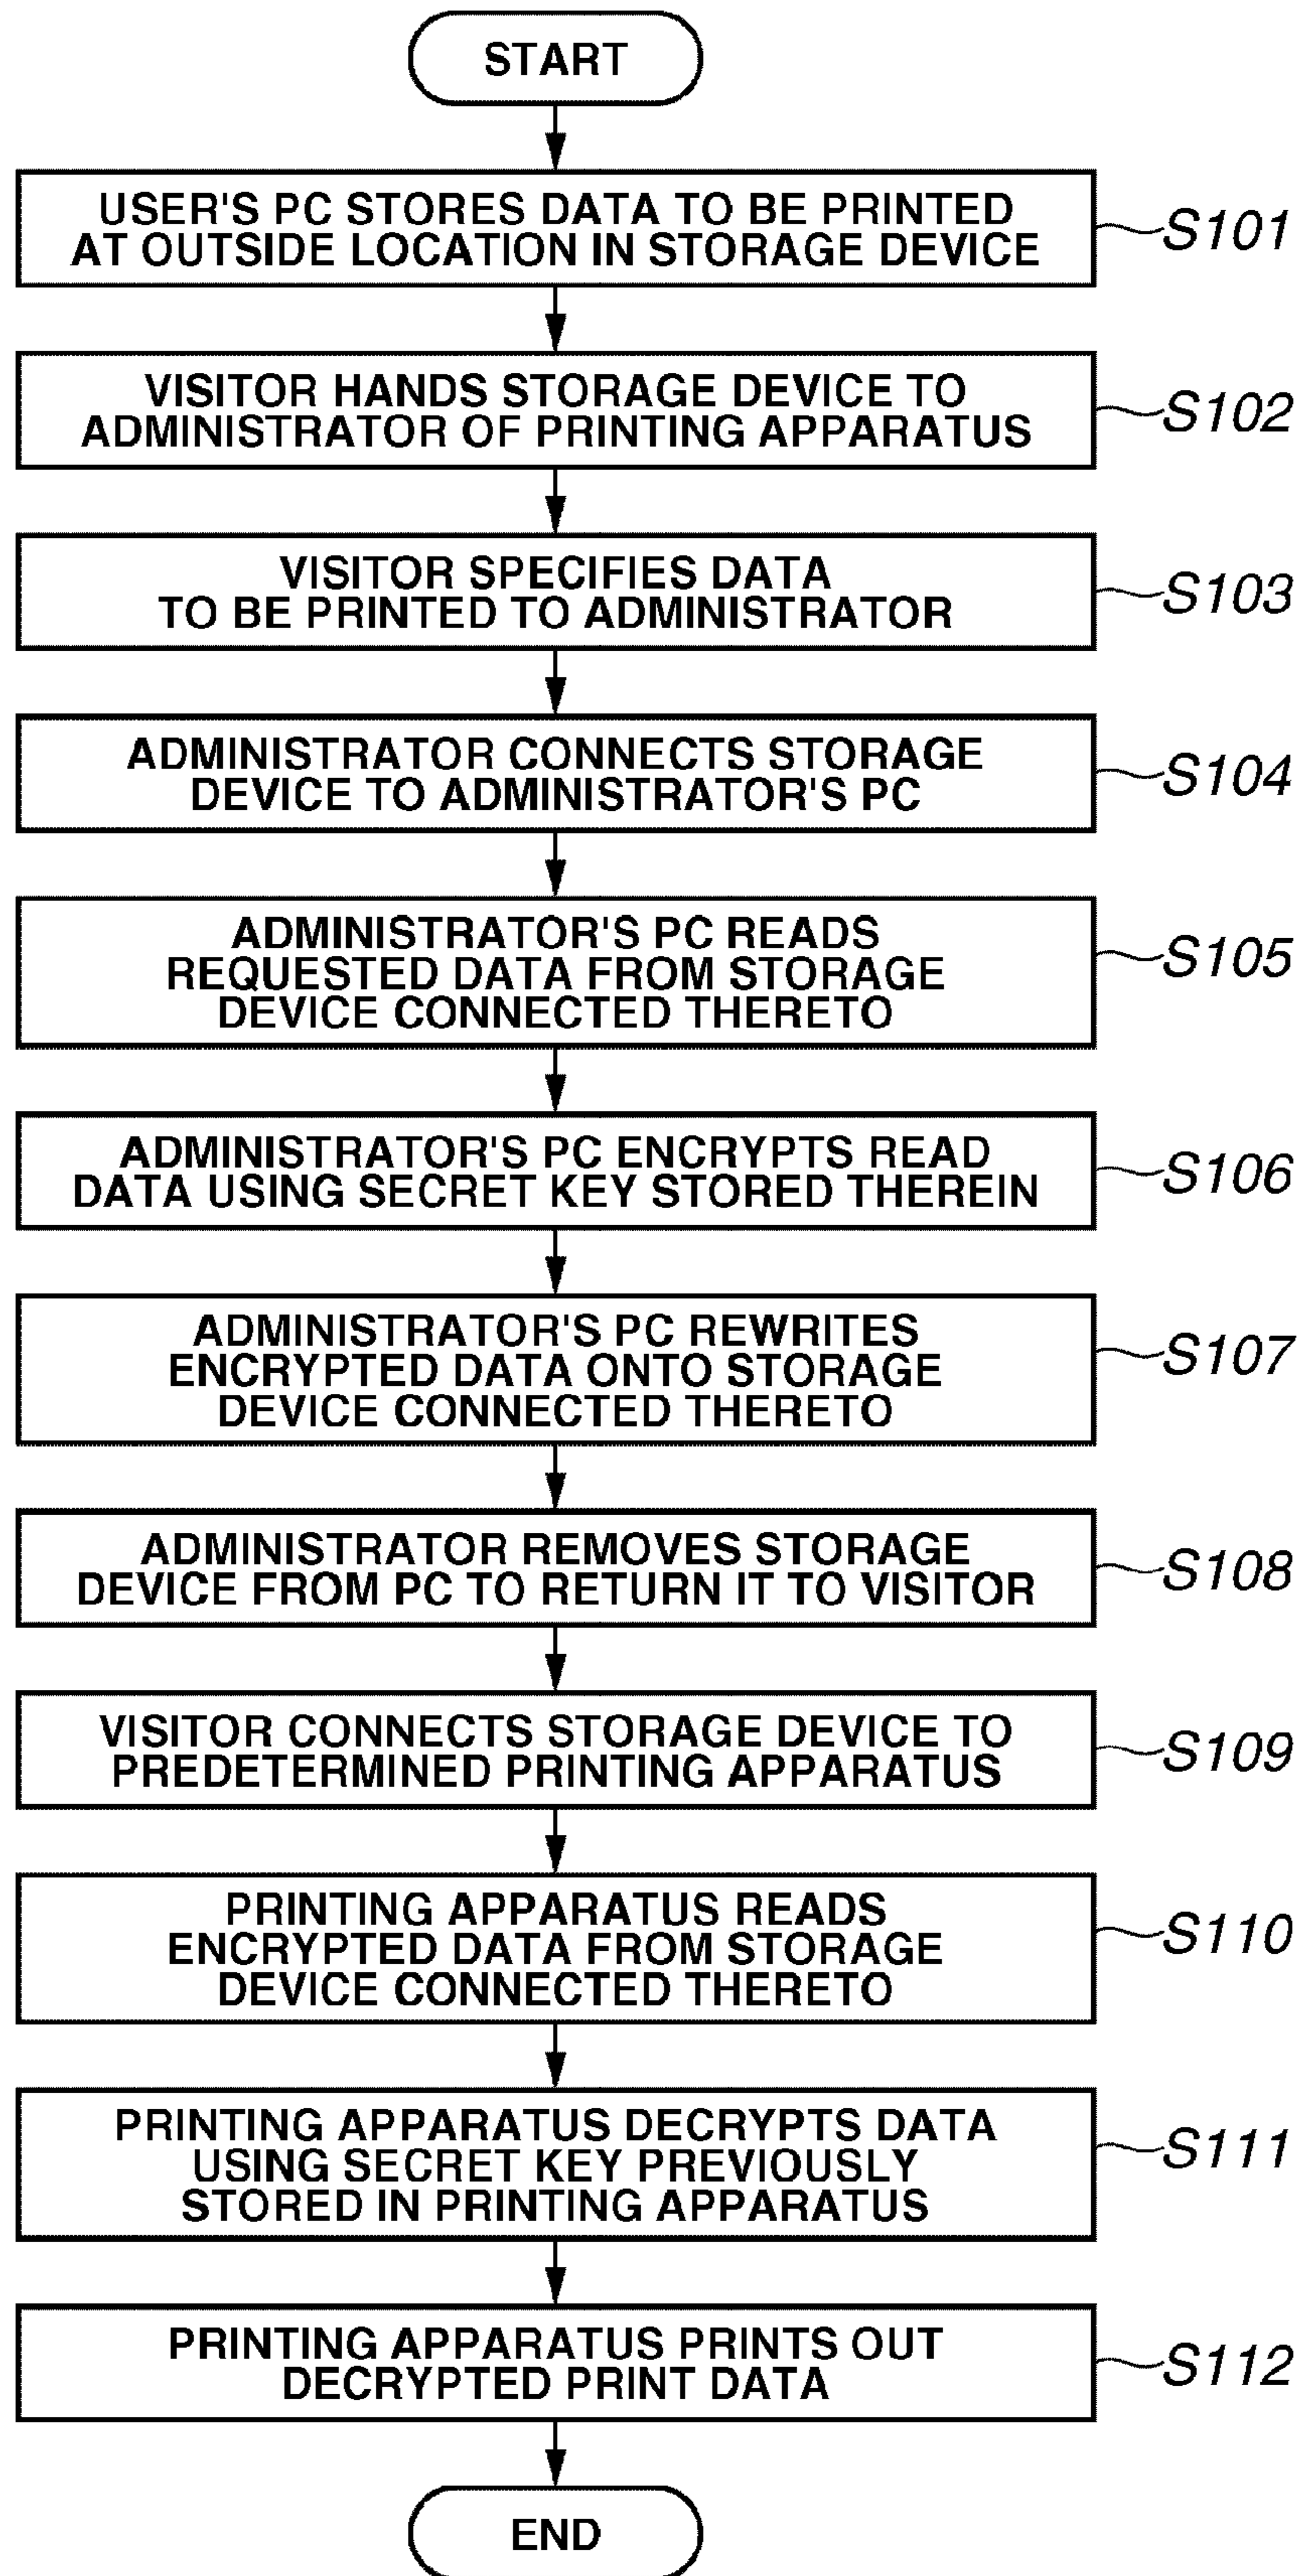 START
USER'S PC STORES DATA TO BE PRINTED
AT OUTSIDE LOCATION IN STORAGE DEVICE
S101
VISITOR HANDS STORAGE DEVICE TO
ADMINISTRATOR OF PRINTING APPARATUS
S102
VISITOR SPECIFIES DATA
TO BE PRINTED TO ADMINISTRATOR
S103
ADMINISTRATOR CONNECTS STORAGE
DEVICE TO ADMINISTRATOR'S PC
S104
ADMINISTRATOR'S PC READS
REQUESTED DATA FROM STORAGE
DEVICE CONNECTED THERETO
S105
ADMINISTRATOR'S PC ENCRYPTS READ
DATA USING SECRET KEY STORED THEREIN
S106
ADMINISTRATOR'S PC REWRITES
ENCRYPTED DATA ONTO STORAGE
DEVICE CONNECTED THERETO
S107
ADMINISTRATOR REMOVES STORAGE
DEVICE FROM PC TO RETURN IT TO VISITOR
S108
VISITOR CONNECTS STORAGE DEVICE TO
PREDETERMINED PRINTING APPARATUS
S109
PRINTING APPARATUS READS
ENCRYPTED DATA FROM STORAGE
DEVICE CONNECTED THERETO
S110
PRINTING APPARATUS DECRYPTS DATA
USING SECRET KEY PREVIOUSLY
STORED IN PRINTING APPARATUS
S111
PRINTING APPARATUS PRINTS OUT
DECRYPTED PRINT DATA
S112
END